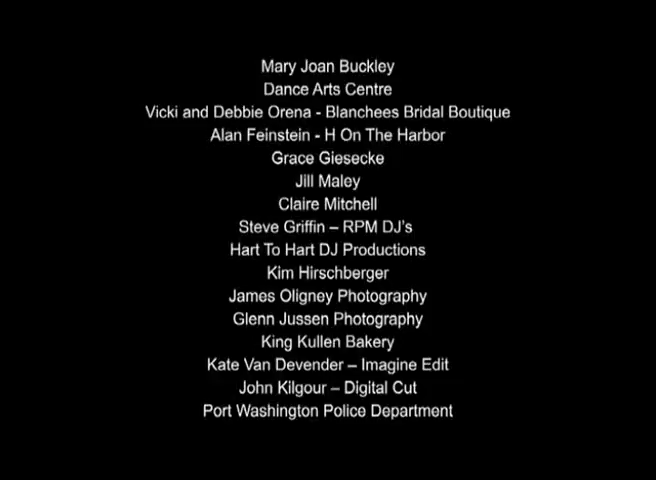 Mary Joan Buckley
Dance Arts Centre
Vicki and Debbie Orena - Blanchees Bridal Boutique
Alan Feinstein - H On The Harbor
Grace Giesecke
Jill Maley
Claire Mitchell
Steve Griffin – RPM DJ's
Hart To Hart DJ Productions
Kim Hirschberger
James Oligney Photography
Glenn Jussen Photography
King Kullen Bakery
Kate Van Devender – Imagine Edit
John Kilgour – Digital Cut
Port Washington Police Department